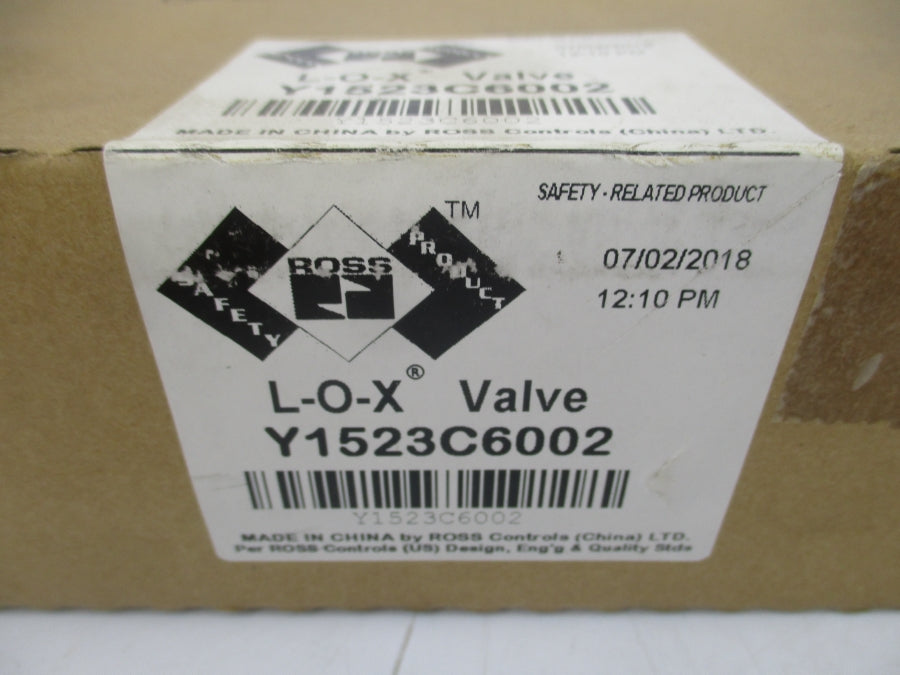 L-O-X® Valve
Y1523C6002
Y1523C6002
MADE IN CHINA by ROSS Controls (China) LTD.
SAFETY - RELATED PRODUCT
TM
SAFETY
ROSS
PRODUCT
07/02/2018
12:10 PM
L-O-X® Valve
Y1523C6002
Y1523C6002
MADE IN CHINA by ROSS Controls (China) LTD.
Per ROSS Controls (US) Design, Eng'g & Quality Stds